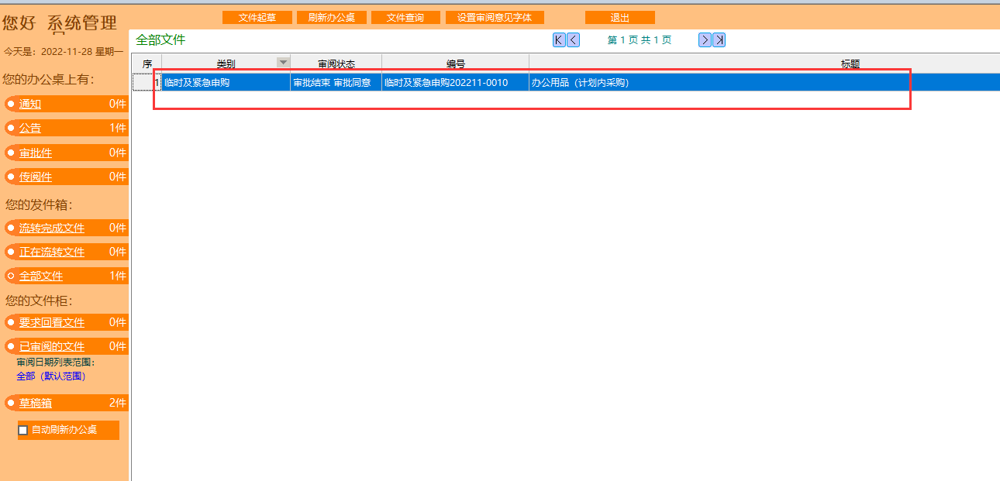 文件起草 刷新办公桌 文件查询 设置审阅意见字体 退出
您好 系统管理
今天是：2022-11-28 星期一
您的办公桌上有：
通知 0件
公告 1件
审批件 0件
传阅件 0件
您的发件箱：
流转完成文件 0件
正在流转文件 0件
全部文件 1件
您的文件柜：
要求回看文件 0件
已审阅的文件 0件
审阅日期列表范围：
全部（默认范围）
草稿箱 2件
自动刷新办公桌
全部文件 第 1 页 共 1 页
序 类别 审阅状态 编号 标题
1 临时及紧急申购 审批结束 审批同意 临时及紧急申购202211-0010 办公用品（计划内采购）